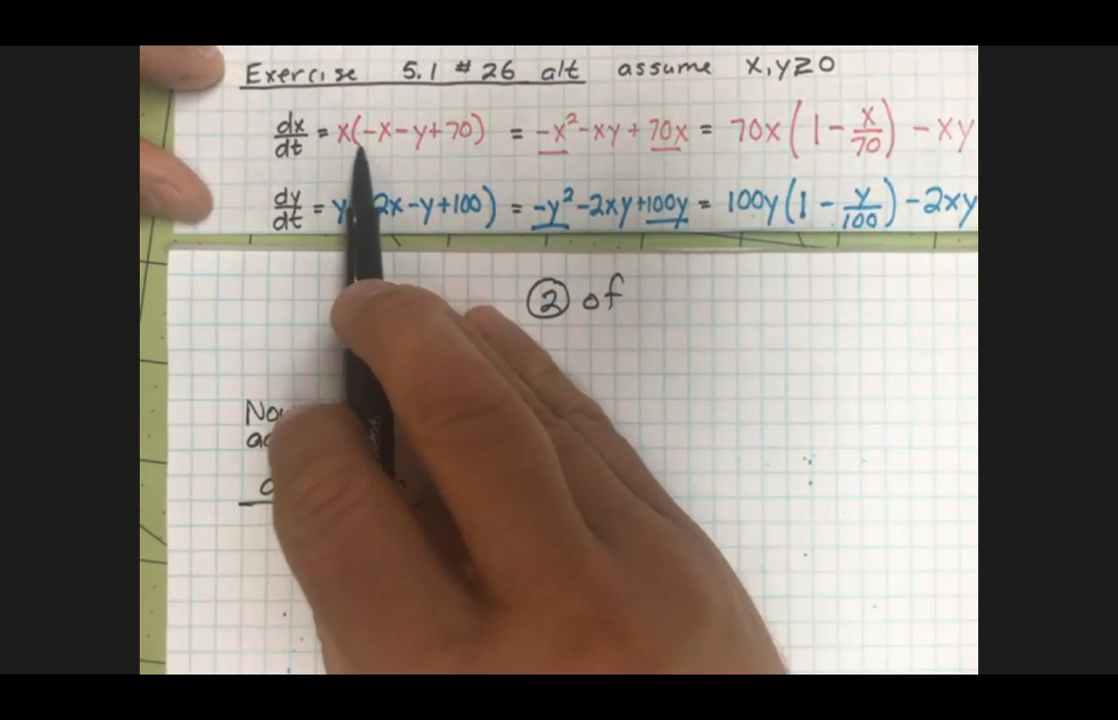 Exercise 5.1 #26 alt assume x,y≥0
dx/dt = x(-x-y+70) = -x²-xy+70x = 70x(1-x/70)-xy
dy/dt = y 2x-y+100) = -y²-2xy+100y = 100y(1-y/100)-2xy
② of